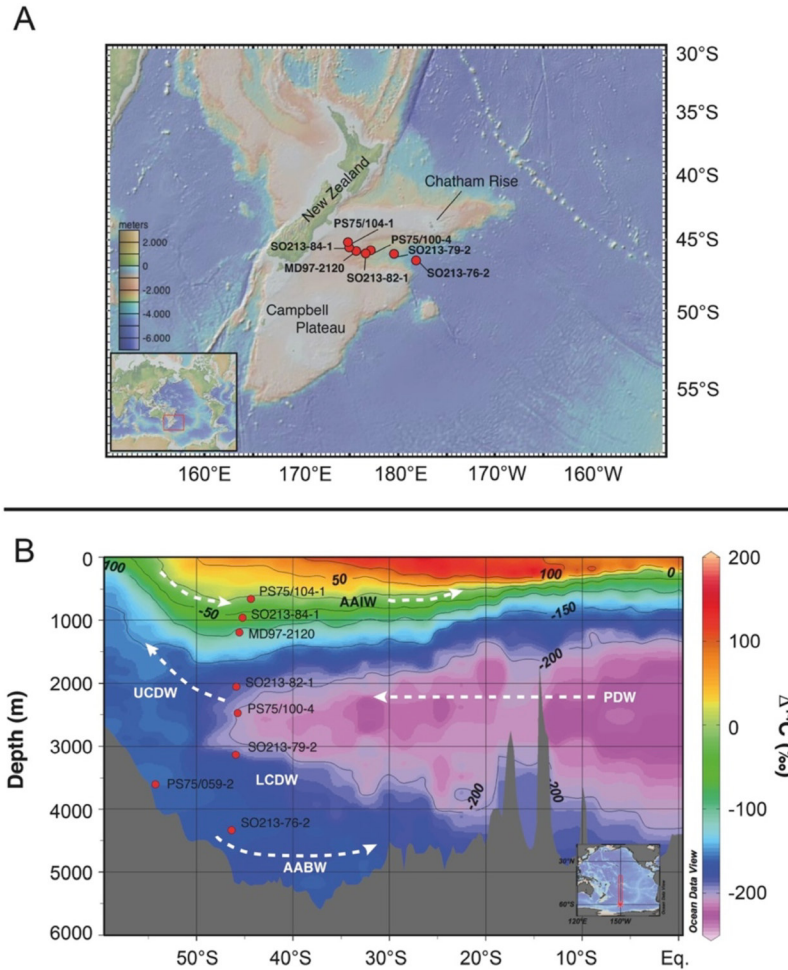 A
30°S
35°S
40°S
45°S
50°S
55°S
New Zealand
Chatham Rise
PS75/104-1
SO213-84-1
PS75/100-4
SO213-79-2
MD97-2120
SO213-82-1
SO213-76-2
Campbell
Plateau
meters
2.000
0
-2.000
-4.000
-6.000
160°E 170°E 180°E 170°W 160°W
B
0
1000
2000
3000
4000
5000
6000
Depth (m)
100
50
100
0
-50
-150
-200
-200
200
PS75/104-1
AAIW
SO213-84-1
MD97-2120
SO213-82-1
UCDW
PS75/100-4
PDW
SO213-79-2
LCDW
PS75/059-2
SO213-76-2
AABW
50°S 40°S 30°S 20°S 10°S Eq.
200
100
0
-100
-200
Δ¹⁴C (‰)
30°N
60°S
120°E 150°W
Ocean Data View